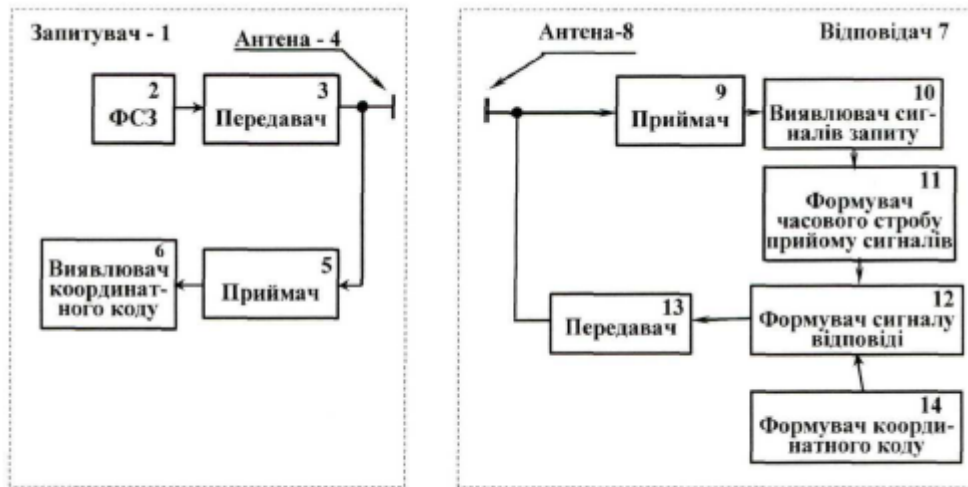 Запитувач - 1
Антена - 4
2
ФСЗ
3
Передавач
6
Виявлювач
координат-
ного коду
5
Приймач
Антена-8
Відповідач 7
9
Приймач
10
Виявлювач сиг-
налів запиту
11
Формувач
часового стробу
прийому сигналів
13
Передавач
12
Формувач сигналу
відповіді
14
Формувач коорди-
натного коду